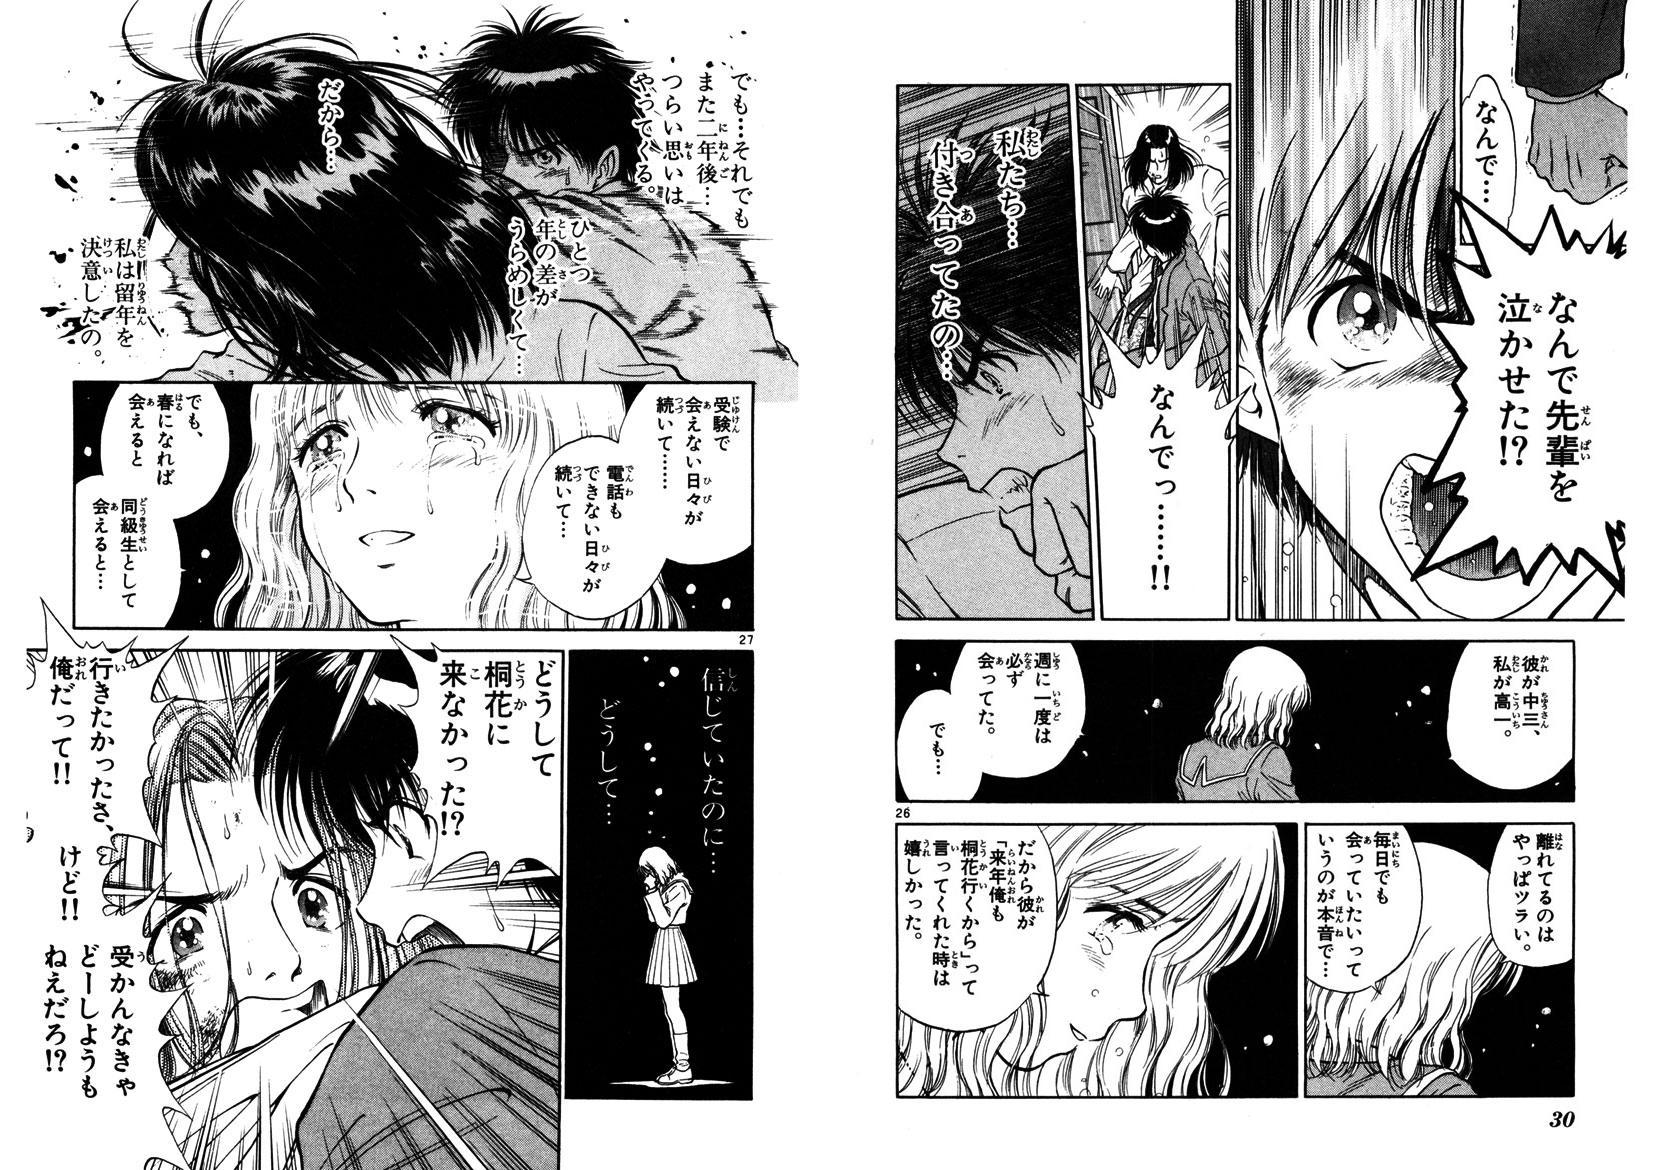 なんで…
なんで先輩を
泣かせた!?
なんでっ……!!
私たち…
付き合ってたの…
彼が中三、
私が高一。
週に一度は
必ず
会ってた。
でも…
離れてるのは
やっぱツラい。
毎日でも
会っていたいって
いうのが本音で…
だから彼が
「来年俺も
桐花行くから」って
言ってくれた時は
嬉しかった。
26
30
でも…それでも
また二年後…
つらい思いは
やってくる。
ひとつ
年の差が
うらめしくて…
だから…
私は留年を
決意したの。
受験で
会えない日々が
続いて……
電話も
できない日々が
続いて…
でも、
春になれば
会えると
同級生として
会えると…
27
信じていたのに…
どうして…
どうして
桐花に
来なかった!?
行きたかったさ、
俺だって!!
けど!!
受かんなきゃ
どーしようも
ねえだろ!?